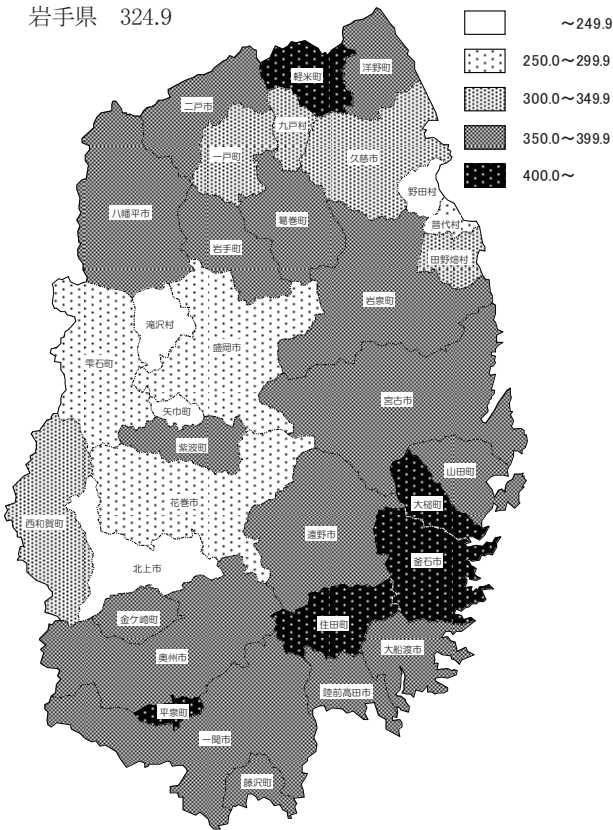 岩手県 324.9
～249.9
250.0～299.9
300.0～349.9
350.0～399.9
400.0～
軽米町
洋野町
二戸市
九戸村
一戸町
久慈市
野田村
八幡平市
葛巻町
普代村
岩手町
田野畑村
岩泉町
滝沢村
盛岡市
雫石町
宮古市
矢巾町
紫波町
山田町
花巻市
大槌町
西和賀町
遠野市
釜石市
北上市
金ケ崎町
住田町
大船渡市
奥州市
陸前高田市
平泉町
一関市
藤沢町